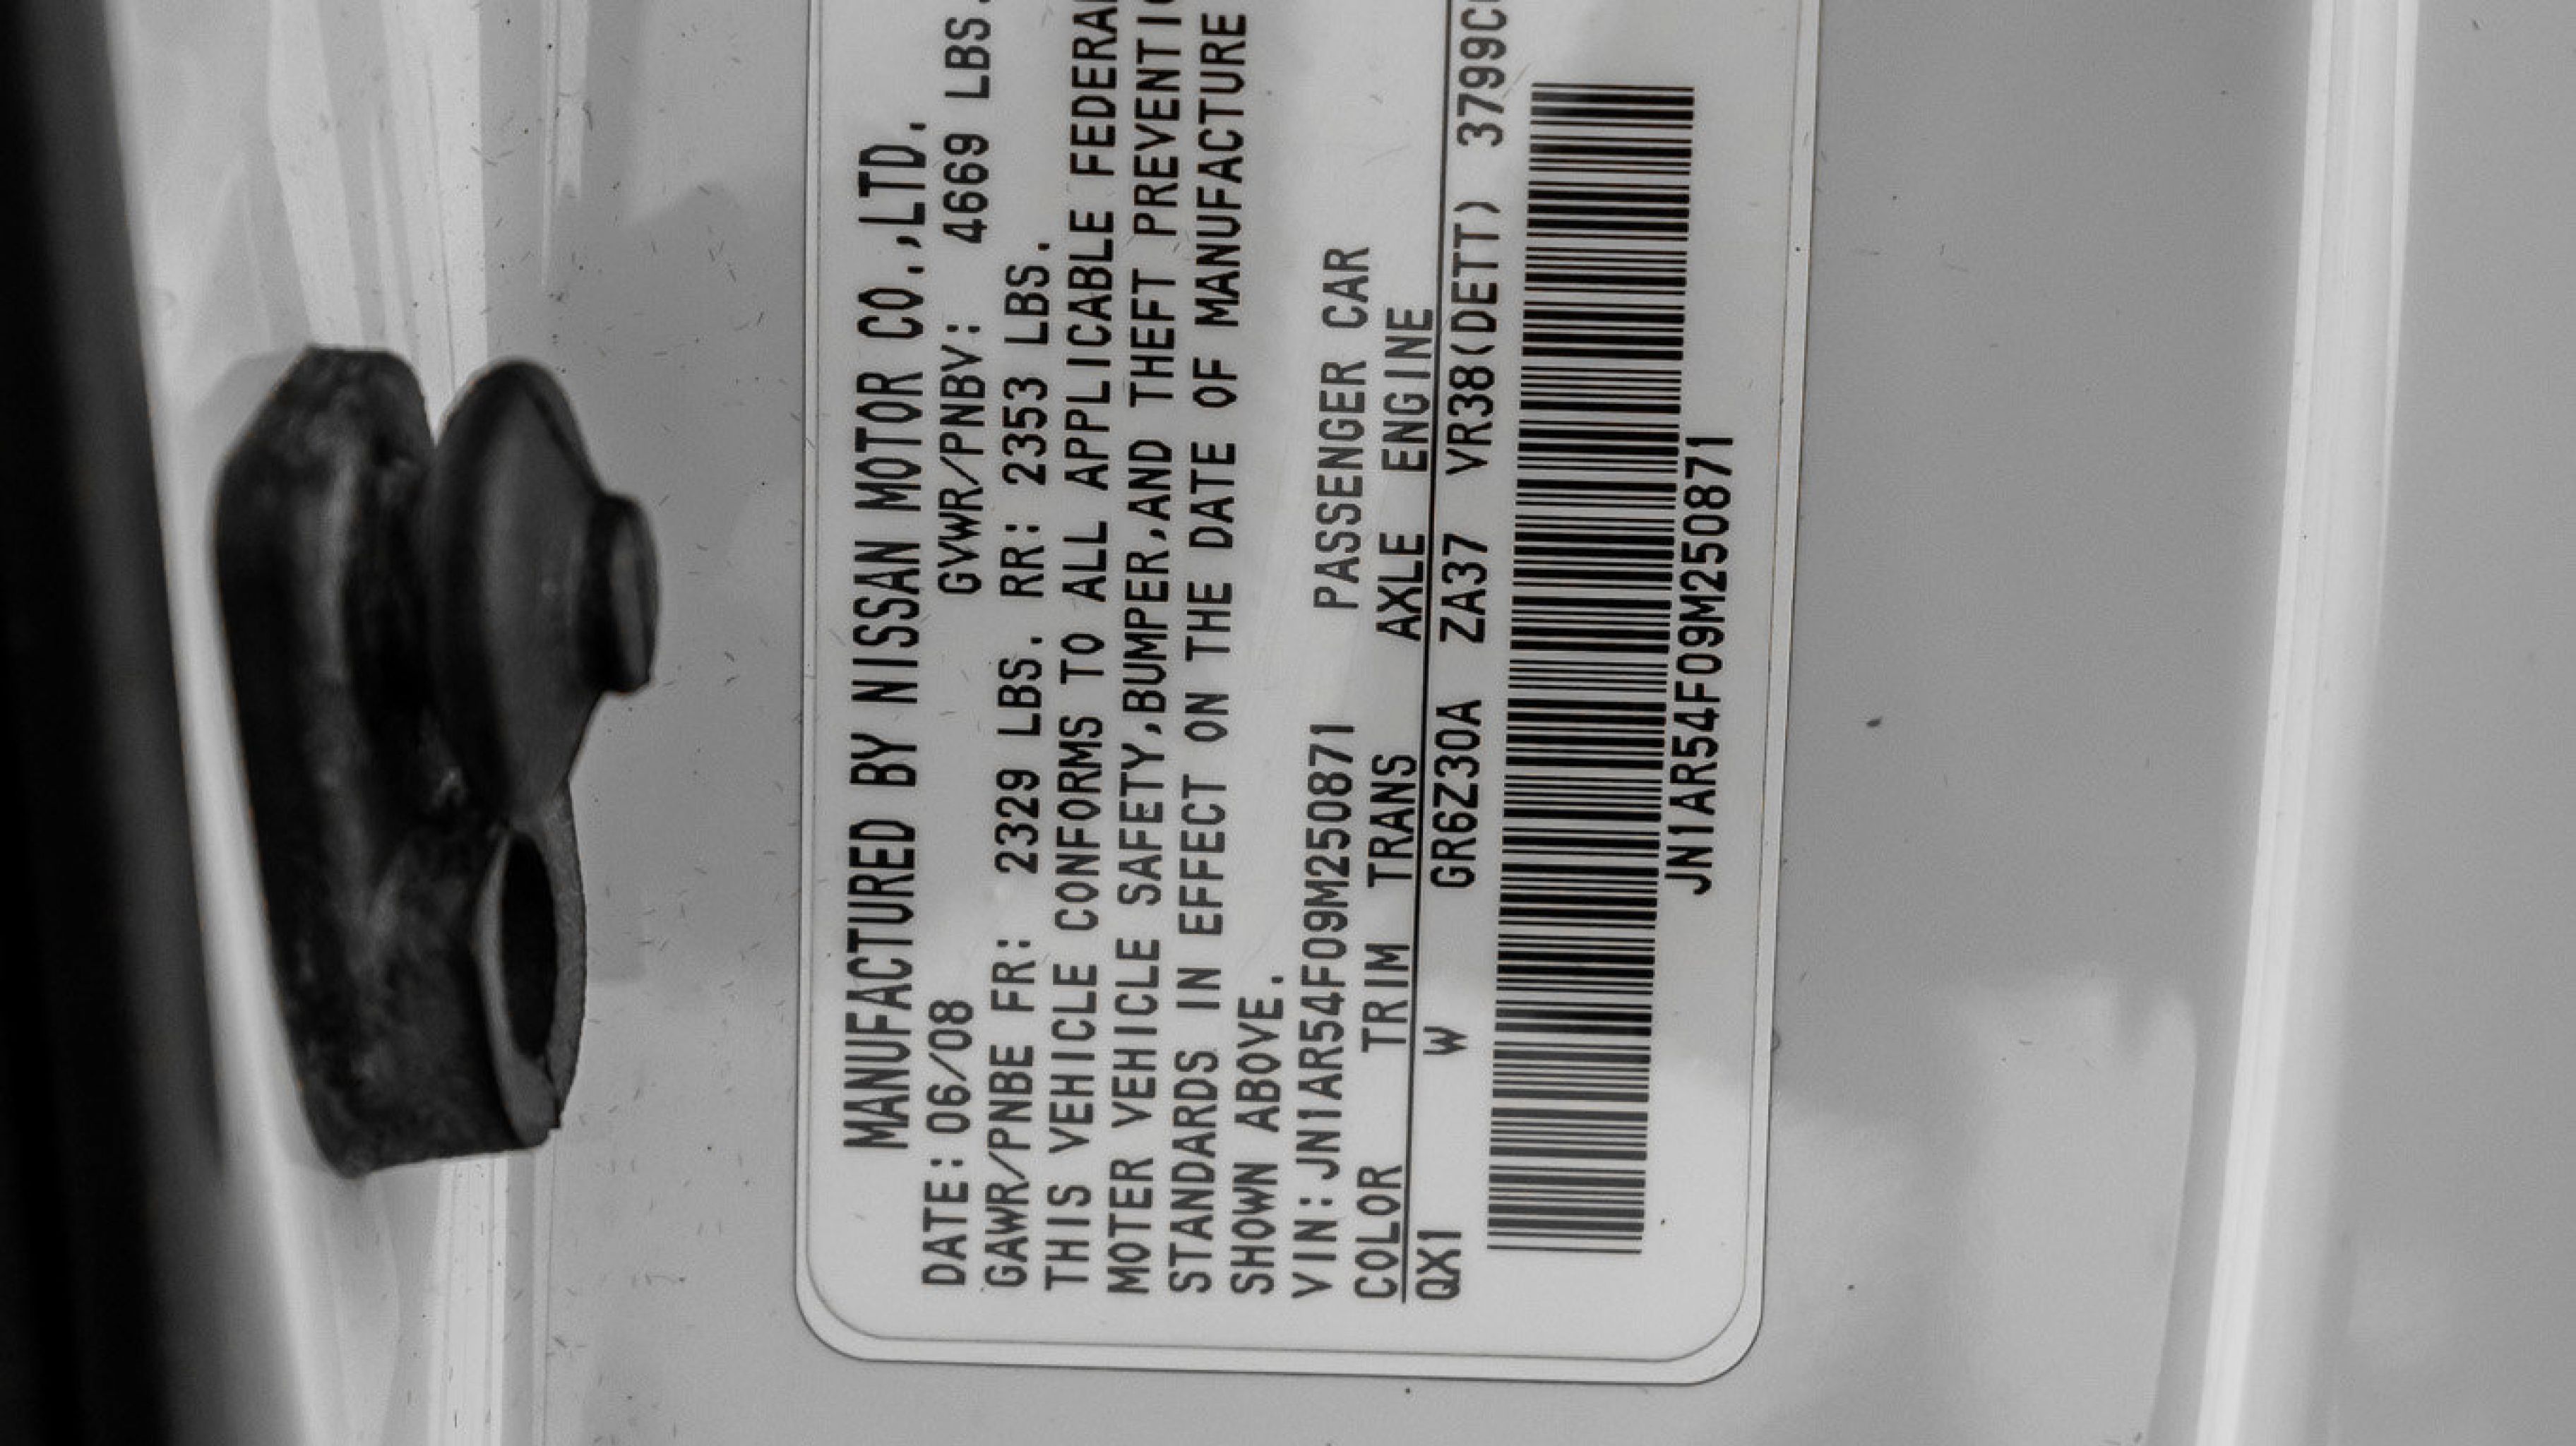 MANUFACTURED BY NISSAN MOTOR CO.,LTD.
DATE:06/08 GVWR/PNBV: 4669 LBS.
GAWR/PNBE FR: 2329 LBS. RR: 2353 LBS.
THIS VEHICLE CONFORMS TO ALL APPLICABLE FEDERAL
MOTER VEHICLE SAFETY,BUMPER,AND THEFT
STANDARDS IN EFFECT ON THE DATE OF MANUFACTURE
SHOWN ABOVE.
VIN:JN1AR54F09M250871 PASSENGER CAR
COLOR TRIM TRANS AXLE ENGINE
QX1 W GR6Z30A ZA37 VR38(DETT)
JN1AR54F09M250871